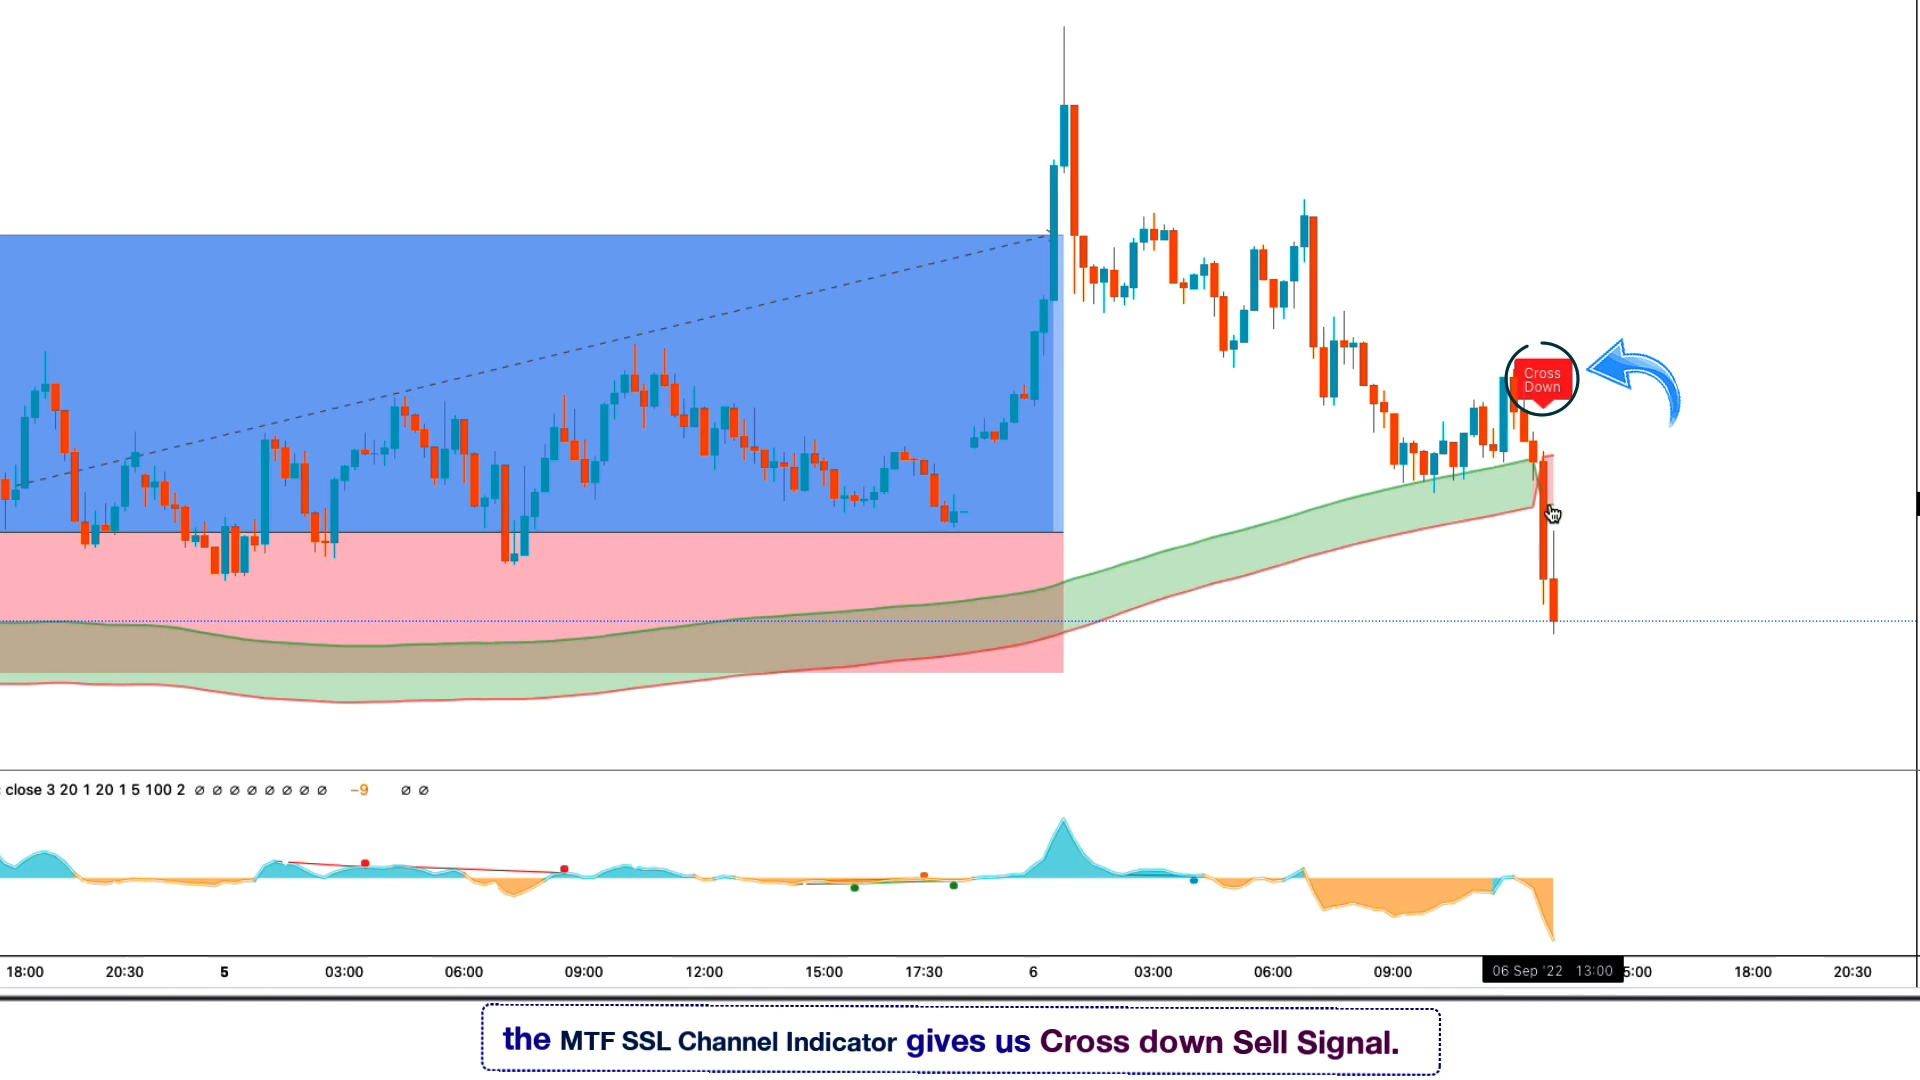 Cross
Down
: close 3 20 1 20 1 5 100 2 ∅ ∅ ∅ ∅ ∅ ∅ ∅ ∅ −9 ∅ ∅
18:00 20:30 5 03:00 06:00 09:00 12:00 15:00 17:30 6 03:00 06:00 09:00 06 Sep '22 13:00 5:00 18:00 20:30
the MTF SSL Channel Indicator gives us Cross down Sell Signal.